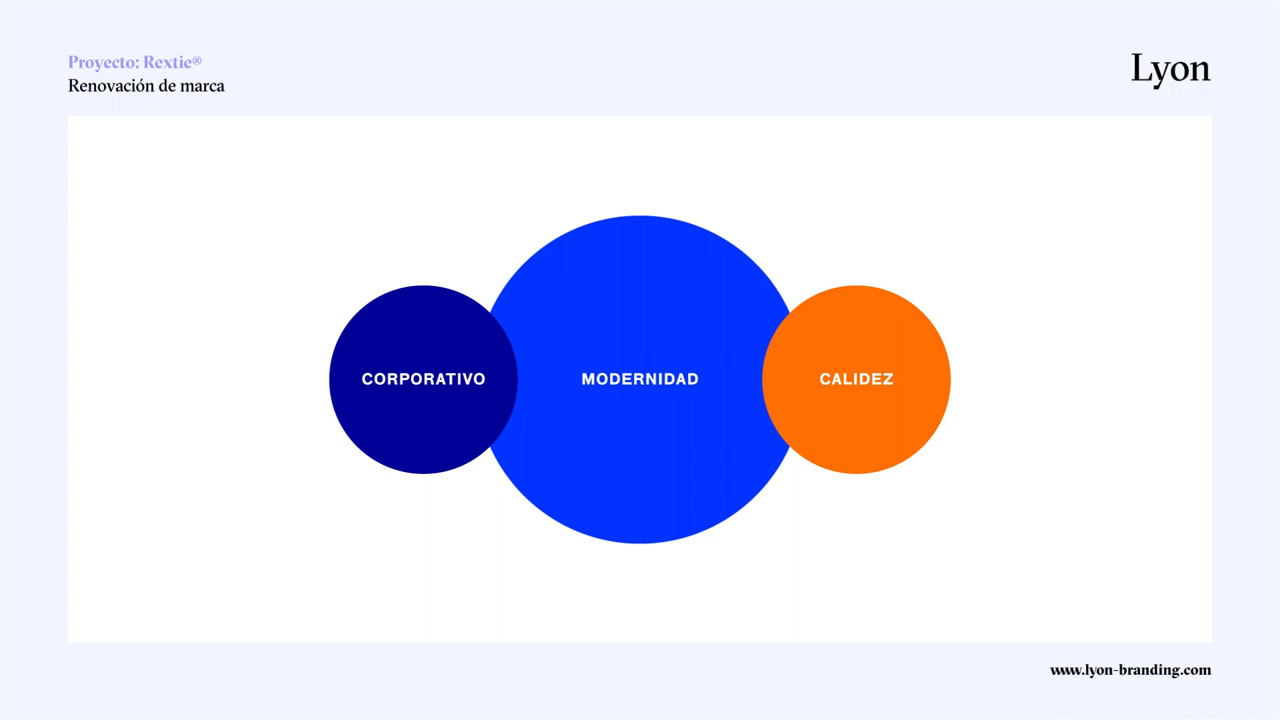 Proyecto: Rextie®
Renovación de marca
Lyon
CORPORATIVO
MODERNIDAD
CALIDEZ
www.lyon-branding.com